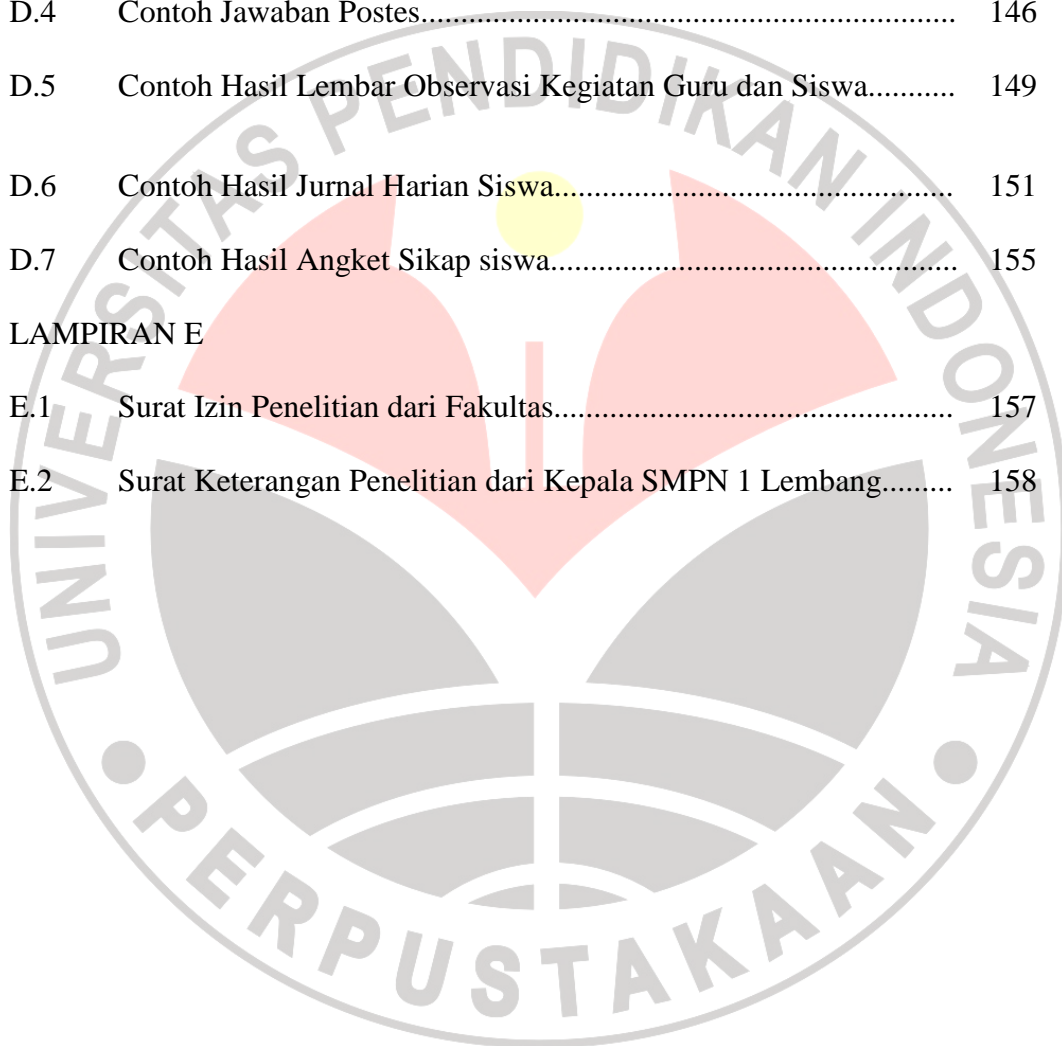 D.4 Contoh Jawaban Postes................................................................. 146
D.5 Contoh Hasil Lembar Observasi Kegiatan Guru dan Siswa........... 149
D.6 Contoh Hasil Jurnal Harian Siswa................................................. 151
D.7 Contoh Hasil Angket Sikap siswa.................................................. 155
LAMPIRAN E
E.1 Surat Izin Penelitian dari Fakultas................................................. 157
E.2 Surat Keterangan Penelitian dari Kepala SMPN 1 Lembang......... 158
UNIVERSITAS PENDIDIKAN INDONESIA
PERPUSTAKAAN